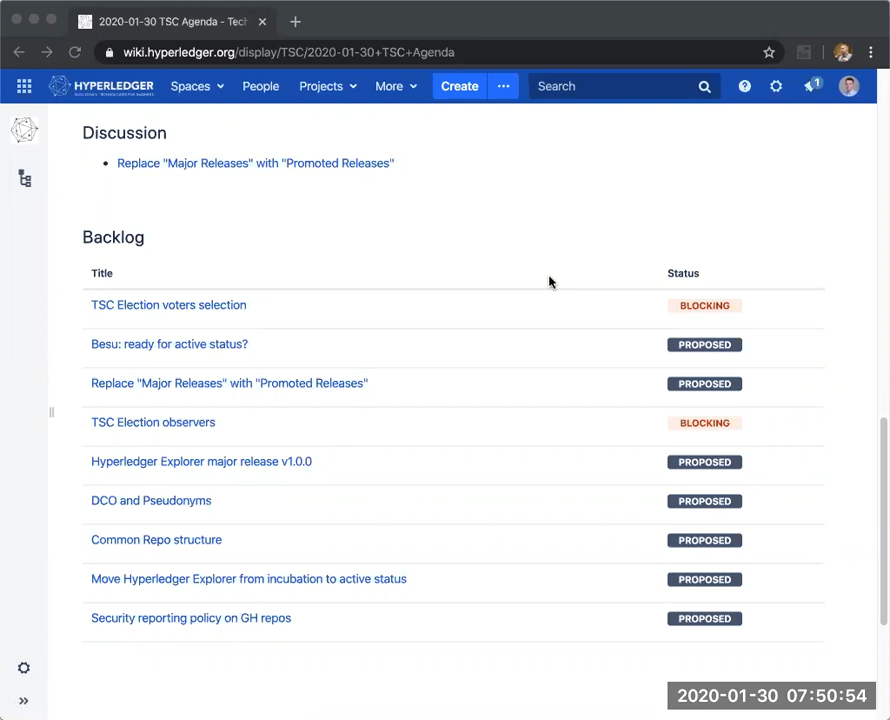 2020-01-30 TSC Agenda - Tech
wiki.hyperledger.org/display/TSC/2020-01-30+TSC+Agenda
HYPERLEDGER Spaces People Projects More Create ... Search 1
Discussion
• Replace "Major Releases" with "Promoted Releases"
Backlog
Title Status
TSC Election voters selection BLOCKING
Besu: ready for active status? PROPOSED
Replace "Major Releases" with "Promoted Releases" PROPOSED
TSC Election observers BLOCKING
Hyperledger Explorer major release v1.0.0 PROPOSED
DCO and Pseudonyms PROPOSED
Common Repo structure PROPOSED
Move Hyperledger Explorer from incubation to active status PROPOSED
Security reporting policy on GH repos PROPOSED
2020-01-30 07:50:54